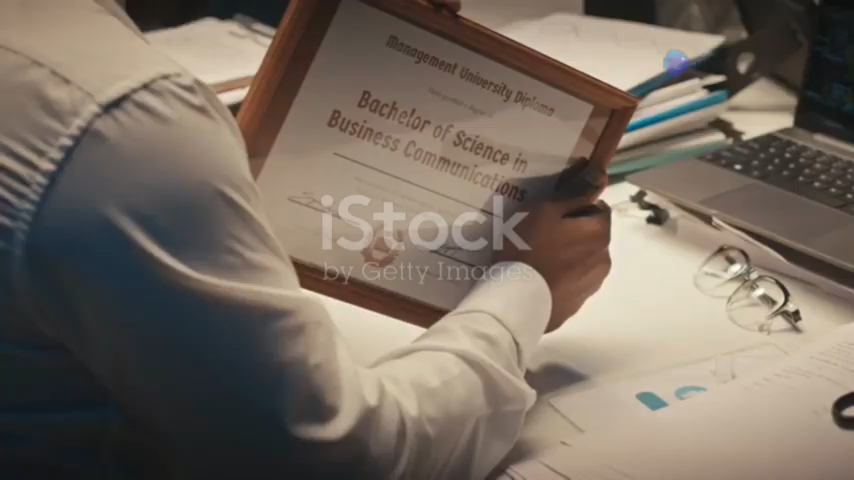 Management University Diploma
Bachelor of Science in
Business Communications
iStock
by Getty Images